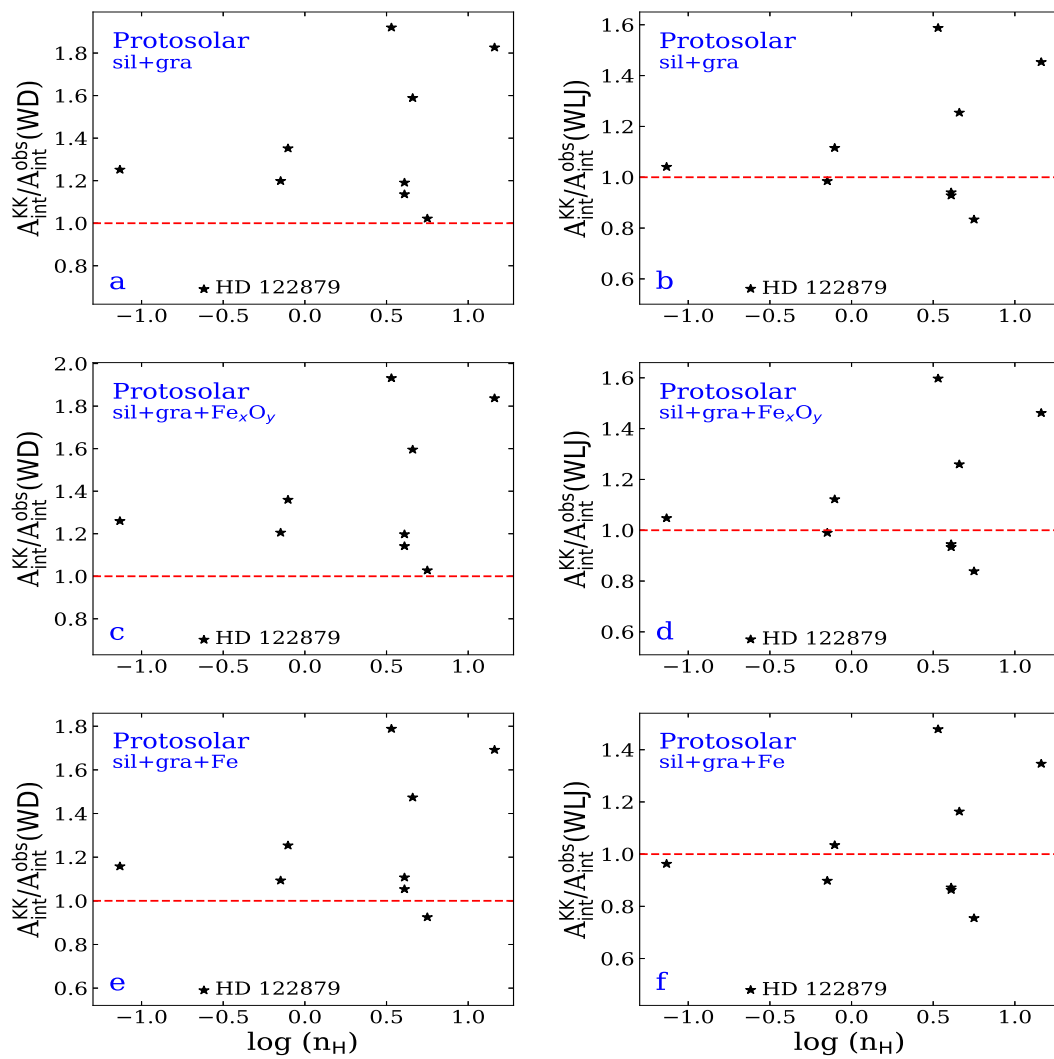 A_int^KK/A_int^obs(WD)
1.8
1.6
1.4
1.2
1.0
0.8
Protosolar
sil+gra
a
HD 122879
−1.0 −0.5 0.0 0.5 1.0
A_int^KK/A_int^obs(WLJ)
1.6
1.4
1.2
1.0
0.8
0.6
Protosolar
sil+gra
b
HD 122879
−1.0 −0.5 0.0 0.5 1.0
A_int^KK/A_int^obs(WD)
2.0
1.8
1.6
1.4
1.2
1.0
0.8
Protosolar
sil+gra+Fe_xO_y
c
HD 122879
−1.0 −0.5 0.0 0.5 1.0
A_int^KK/A_int^obs(WLJ)
1.6
1.4
1.2
1.0
0.8
0.6
Protosolar
sil+gra+Fe_xO_y
d
HD 122879
−1.0 −0.5 0.0 0.5 1.0
A_int^KK/A_int^obs(WD)
1.8
1.6
1.4
1.2
1.0
0.8
0.6
Protosolar
sil+gra+Fe
e
HD 122879
−1.0 −0.5 0.0 0.5 1.0
log (n_H)
A_int^KK/A_int^obs(WLJ)
1.4
1.2
1.0
0.8
0.6
Protosolar
sil+gra+Fe
f
HD 122879
−1.0 −0.5 0.0 0.5 1.0
log (n_H)